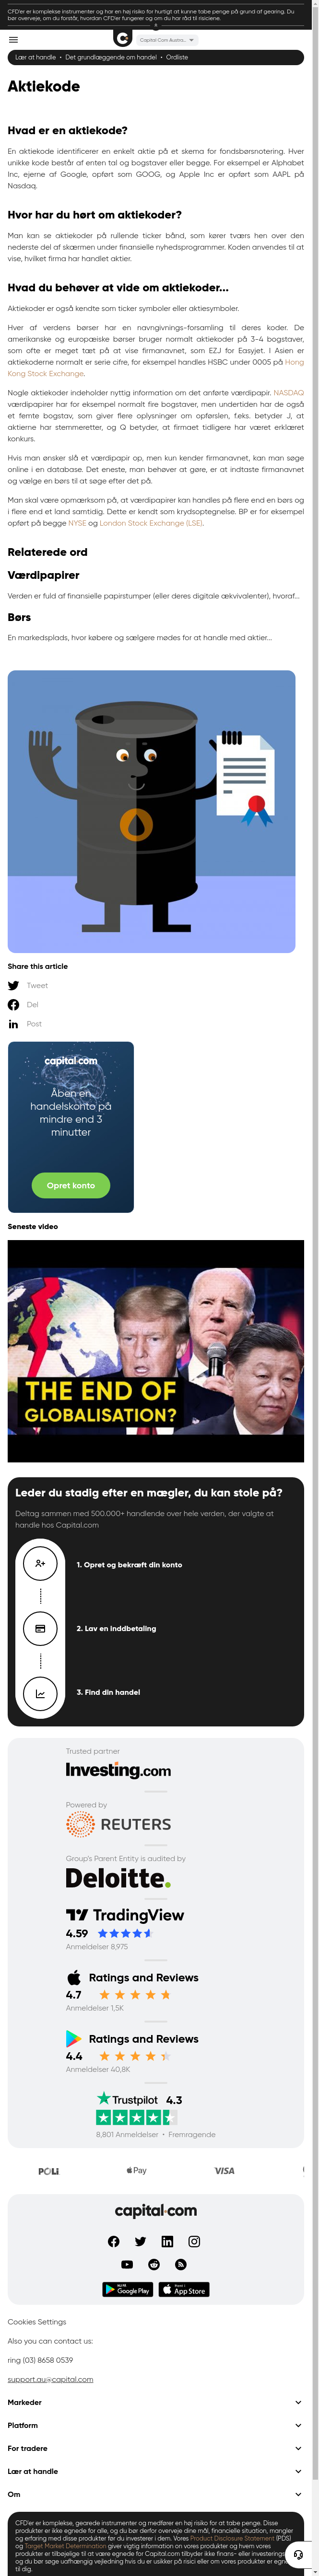 CFD'er er komplekse instrumenter og har en høj risiko for hurtigt at kunne tabe penge på grund af gearing. Du
bør overveje, om du forstår, hvordan CFD'er fungerer og om du har råd til risiciene.
Capital Com Austra...
Lær at handle • Det grundlæggende om handel • Ordliste
Aktiekode
Hvad er en aktiekode?
En aktiekode identificerer en enkelt aktie på et skema for fondsbørsnotering. Hvert
unikke kodе består af enten tal og bogstaver eller begge. For eksempel er Alphabet
Inc, ejerne af Google, opført som GOOG, og Apple Inc er opført som AAPL på
Nasdaq.
Hvor har du hørt om aktiekoder?
Man kan se aktiekoder på rullende ticker bånd, som kører tværs hen over den
nederste del af skærmen under finansielle nyhedsprogrammer. Koden anvendes til at
vise, hvilket firma har handlet aktier.
Hvad du behøver at vide om aktiekoder...
Aktiekoder er også kendte som ticker symboler eller aktiesymboler.
Hver af verdens børser har en navngivnings-forsamling til deres koder. De
amerikanske og europæiske børser bruger normalt aktiekoder på 3-4 bogstaver,
som ofte er meget tæt på at vise firmanavnet, som EZJ for Easyjet. I Asien er
aktiekoderne normalt er serie cifre, for eksempel handles HSBC under 0005 på Hong
Kong Stock Exchange.
Nogle aktiekoder indeholder nyttig information om det anførte værdipapir. NASDAQ
værdipapirer har for eksempel normalt fire bogstaver, men undertiden har de også
et femte bogstav, som giver flere oplysninger om opførslen, f.eks. betyder J, at
aktierne har stemmeretter, og Q betyder, at firmaet tidligere har været erklæret
konkurs.
Hvis man ønsker slå et værdipapir op, men kun kender firmanavnet, kan man søge
online i en database. Det eneste, man behøver at gøre, er at indtaste firmanavnet
og vælge en børs til at søge efter det på.
Man skal være opmærksom på, at værdipapirer kan handles på flere end en børs og
i flere end et land samtidig. Dette er kendt som krydsoptegnelse. BP er for eksempel
opført på begge NYSE og London Stock Exchange (LSE).
Relaterede ord
Værdipapirer
Verden er fuld af finansielle papirstumper (eller deres digitale ækvivalenter), hvoraf...
Børs
En markedsplads, hvor købere og sælgere mødes for at handle med aktier...
Share this article
Tweet
Del
Post
capital.com
Åben en
handelskonto på
mindre end 3
minutter
Opret konto
Seneste video
THE END OF
GLOBALISATION?
Leder du stadig efter en mægler, du kan stole på?
Deltag sammen med 500.000+ handlende over hele verden, der valgte at
handle hos Capital.com
1. Opret og bekræft din konto
2. Lav en inddbetaling
3. Find din handel
Trusted partner
Investing.com
Powered by
REUTERS
Group's Parent Entity is audited by
Deloitte.
TradingView
4.59
Anmeldelser 8,975
Ratings and Reviews
4.7
Anmeldelser 1,5K
Ratings and Reviews
4.4
Anmeldelser 40,8K
Trustpilot 4.3
8,801 Anmeldelser • Fremragende
POLi
Pay
VISA
capital.com
Google Play
App Store
Cookies Settings
Also you can contact us:
ring (03) 8658 0539
support.au@capital.com
Markeder
Platform
For tradere
Lær at handle
Om
CFD'er er komplekse, gearede instrumenter og medfører en høj risiko for at tabe penge. Disse
produkter er ikke egnede for alle, og du bør derfor overveje dine mål, finansielle situation, mangler
og erfaring med disse produkter før du investerer i dem. Vores Product Disclosure Statement (PDS)
og Target Market Determination giver vigtig information on vores produkter og hvem vores
produkter er tilbøjelige til at være egnede for Capital.com tilbyder ikke finans- eller investeringsråd,
og du bør søge uafhængig vejledning hvis du er usikker på risici eller om vores produkter er egnede
til dig.